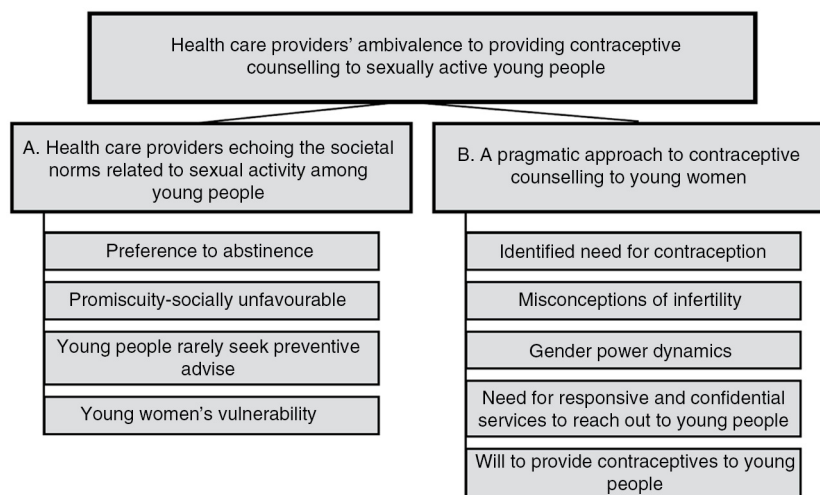 Health care providers’ ambivalence to providing contraceptive
counselling to sexually active young people
A. Health care providers echoing the societal
norms related to sexual activity among
young people
Preference to abstinence
Promiscuity-socially unfavourable
Young people rarely seek preventive
advise
Young women’s vulnerability
B. A pragmatic approach to contraceptive
counselling to young women
Identified need for contraception
Misconceptions of infertility
Gender power dynamics
Need for responsive and confidential
services to reach out to young people
Will to provide contraceptives to young
people